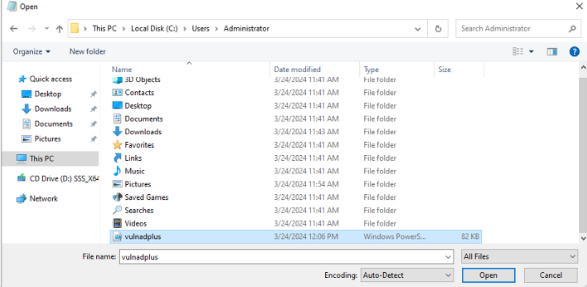 Open
This PC > Local Disk (C:) > Users > Administrator
Search Administrator
Organize New folder
Name Date modified Type Size
Quick access
Desktop
Downloads
Documents
Pictures
This PC
CD Drive (D:) SSS_X64
Network
3D Objects 3/24/2024 11:41 AM File folder
Contacts 3/24/2024 11:41 AM File folder
Desktop 3/24/2024 11:41 AM File folder
Documents 3/24/2024 11:41 AM File folder
Downloads 3/24/2024 11:43 AM File folder
Favorites 3/24/2024 11:41 AM File folder
Links 3/24/2024 11:41 AM File folder
Music 3/24/2024 11:41 AM File folder
Pictures 3/24/2024 11:54 AM File folder
Saved Games 3/24/2024 11:41 AM File folder
Searches 3/24/2024 11:41 AM File folder
Videos 3/24/2024 11:41 AM File folder
vulnadplus 3/24/2024 12:06 PM Windows PowerS... 82 KB
File name: vulnadplus All Files
Encoding: Auto-Detect Open Cancel